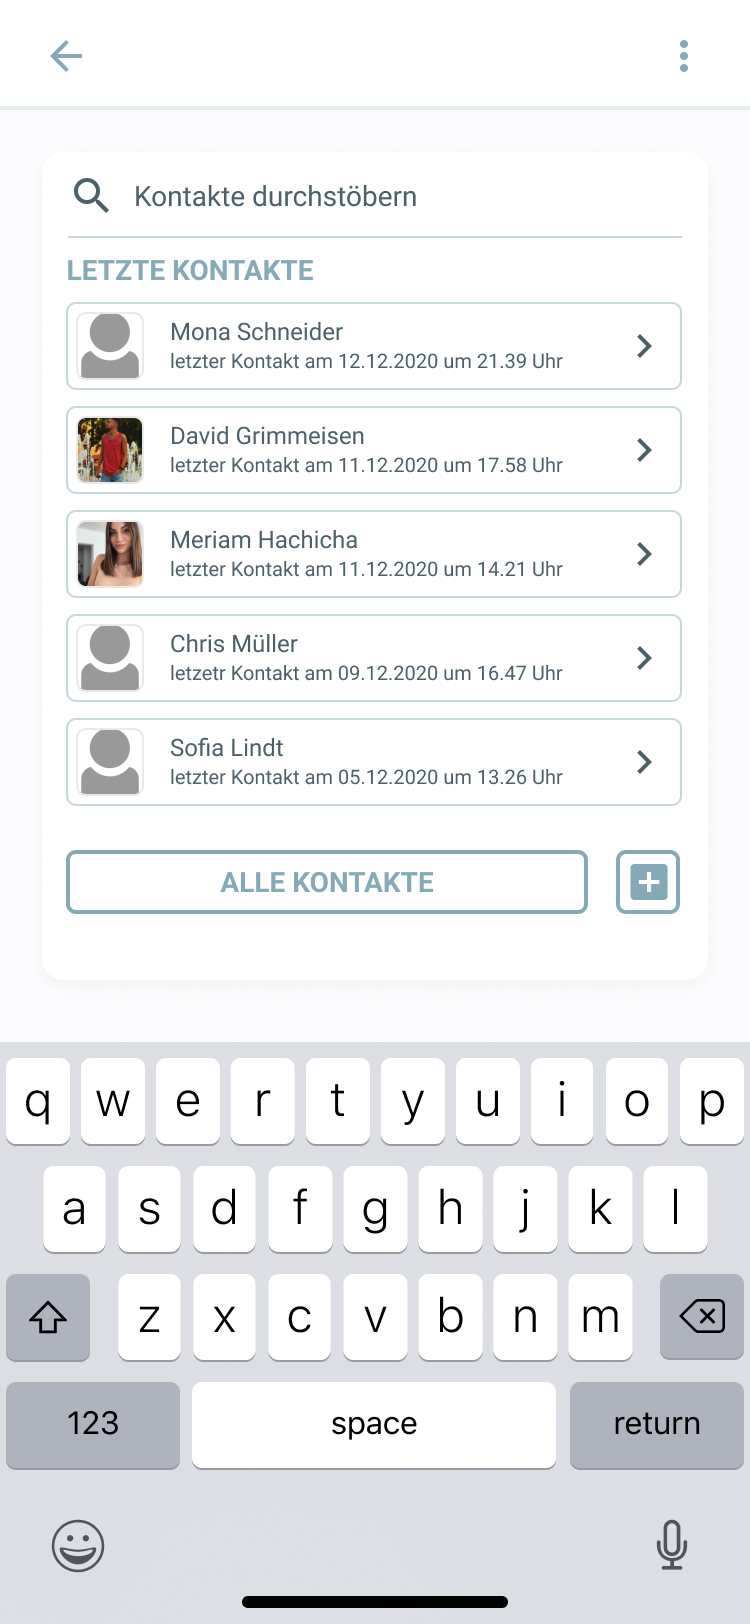 Kontakte durchstöbern
LETZTE KONTAKTE
Mona Schneider
letzter Kontakt am 12.12.2020 um 21.39 Uhr
David Grimmeisen
letzter Kontakt am 11.12.2020 um 17.58 Uhr
Meriam Hachicha
letzter Kontakt am 11.12.2020 um 14.21 Uhr
Chris Müller
letzetr Kontakt am 09.12.2020 um 16.47 Uhr
Sofia Lindt
letzter Kontakt am 05.12.2020 um 13.26 Uhr
ALLE KONTAKTE
q w e r t y u i o p
a s d f g h j k l
z x c v b n m
123 space return